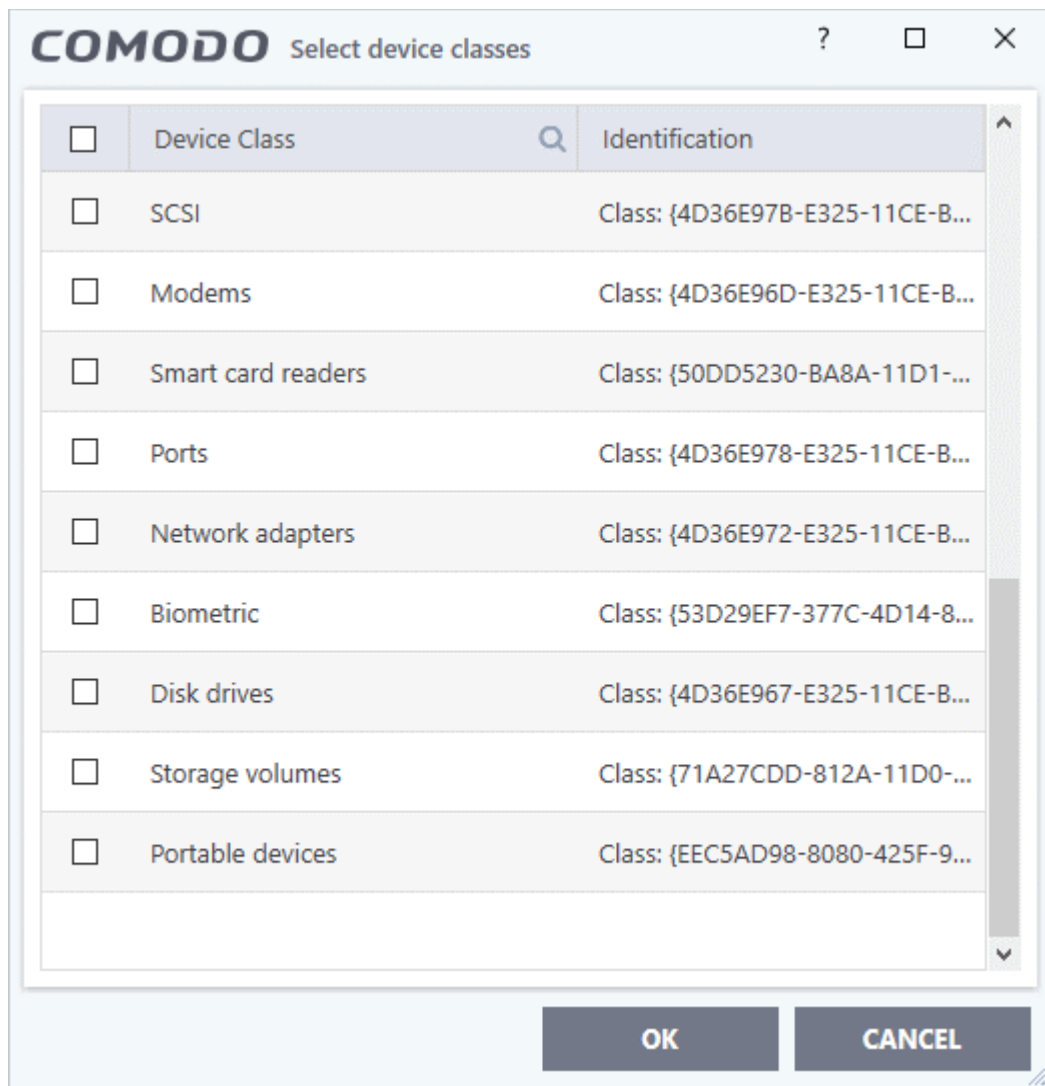 COMODO Select device classes ?
Device Class Identification
SCSI Class: {4D36E97B-E325-11CE-B...
Modems Class: {4D36E96D-E325-11CE-B...
Smart card readers Class: {50DD5230-BA8A-11D1-...
Ports Class: {4D36E978-E325-11CE-B...
Network adapters Class: {4D36E972-E325-11CE-B...
Biometric Class: {53D29EF7-377C-4D14-8...
Disk drives Class: {4D36E967-E325-11CE-B...
Storage volumes Class: {71A27CDD-812A-11D0-...
Portable devices Class: {EEC5AD98-8080-425F-9...
OK CANCEL